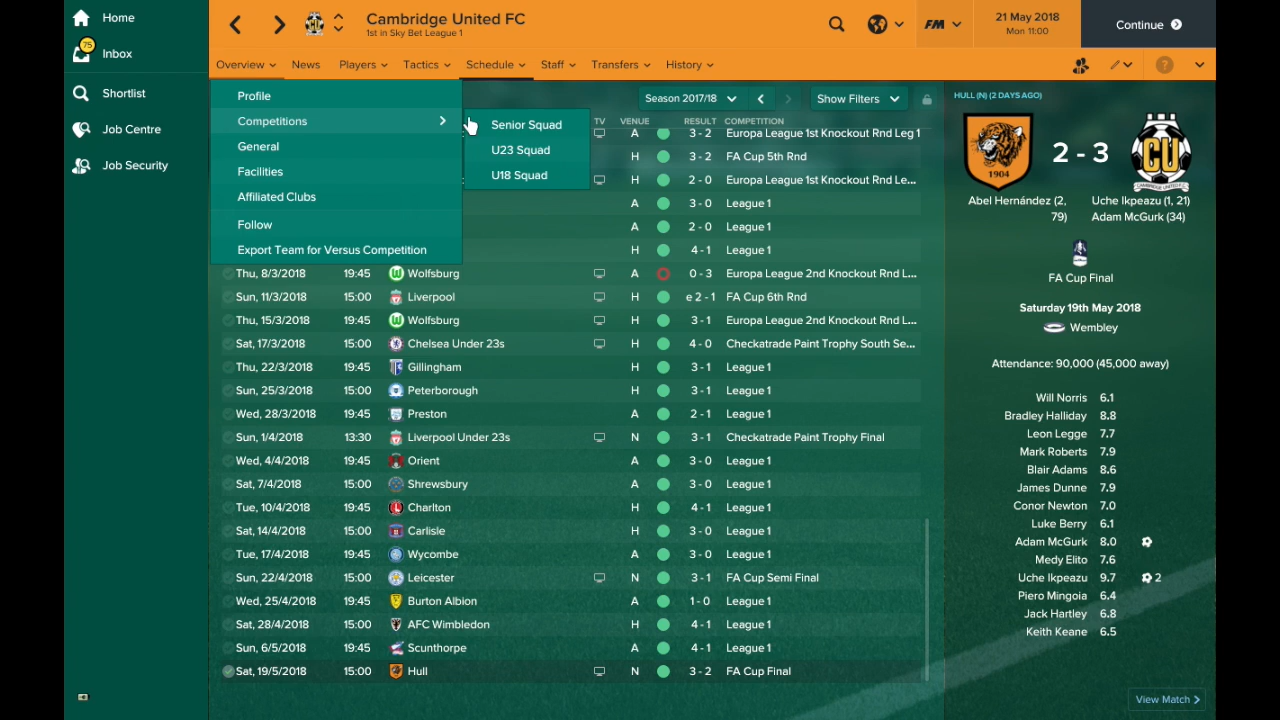 Home
Inbox
75
Shortlist
Job Centre
Job Security
Cambridge United FC
1st in Sky Bet League 1
FM
21 May 2018
Mon 11:00
Continue
Overview News Players Tactics Schedule Staff Transfers History
Profile
Competitions
General
Facilities
Affiliated Clubs
Follow
Export Team for Versus Competition
Senior Squad
U23 Squad
U18 Squad
Season 2017/18 Show Filters
TV VENUE RESULT COMPETITION
A 3 - 2 Europa League 1st Knockout Rnd Leg 1
H 3 - 2 FA Cup 5th Rnd
H 2 - 0 Europa League 1st Knockout Rnd Le...
A 3 - 0 League 1
A 2 - 0 League 1
H 4 - 1 League 1
Thu, 8/3/2018 19:45 Wolfsburg A 0 - 3 Europa League 2nd Knockout Rnd L...
Sun, 11/3/2018 15:00 Liverpool H e 2 - 1 FA Cup 6th Rnd
Thu, 15/3/2018 19:45 Wolfsburg H 3 - 1 Europa League 2nd Knockout Rnd L...
Sat, 17/3/2018 15:00 Chelsea Under 23s H 4 - 0 Checkatrade Paint Trophy South Se...
Thu, 22/3/2018 19:45 Gillingham H 3 - 1 League 1
Sun, 25/3/2018 15:00 Peterborough H 3 - 1 League 1
Wed, 28/3/2018 19:45 Preston A 2 - 1 League 1
Sun, 1/4/2018 13:30 Liverpool Under 23s N 3 - 1 Checkatrade Paint Trophy Final
Wed, 4/4/2018 19:45 Orient A 3 - 0 League 1
Sat, 7/4/2018 15:00 Shrewsbury A 3 - 0 League 1
Tue, 10/4/2018 19:45 Charlton H 4 - 1 League 1
Sat, 14/4/2018 15:00 Carlisle H 3 - 0 League 1
Tue, 17/4/2018 19:45 Wycombe A 3 - 0 League 1
Sun, 22/4/2018 15:00 Leicester N 3 - 1 FA Cup Semi Final
Wed, 25/4/2018 19:45 Burton Albion A 1 - 0 League 1
Sat, 28/4/2018 15:00 AFC Wimbledon H 4 - 1 League 1
Sun, 6/5/2018 19:45 Scunthorpe A 4 - 1 League 1
Sat, 19/5/2018 15:00 Hull N 3 - 2 FA Cup Final
HULL (N) (2 DAYS AGO)
1904
2 - 3
CU
CAMBRIDGE UNITED F.C
Abel Hernández (2, 79)
Uche Ikpeazu (1, 21)
Adam McGurk (34)
FA Cup Final
Saturday 19th May 2018
Wembley
Attendance: 90,000 (45,000 away)
Will Norris 6.1
Bradley Halliday 8.8
Leon Legge 7.7
Mark Roberts 7.9
Blair Adams 8.6
James Dunne 7.9
Conor Newton 7.0
Luke Berry 6.1
Adam McGurk 8.0
Medy Elito 7.6
Uche Ikpeazu 9.7 2
Piero Mingoia 6.4
Jack Hartley 6.8
Keith Keane 6.5
View Match